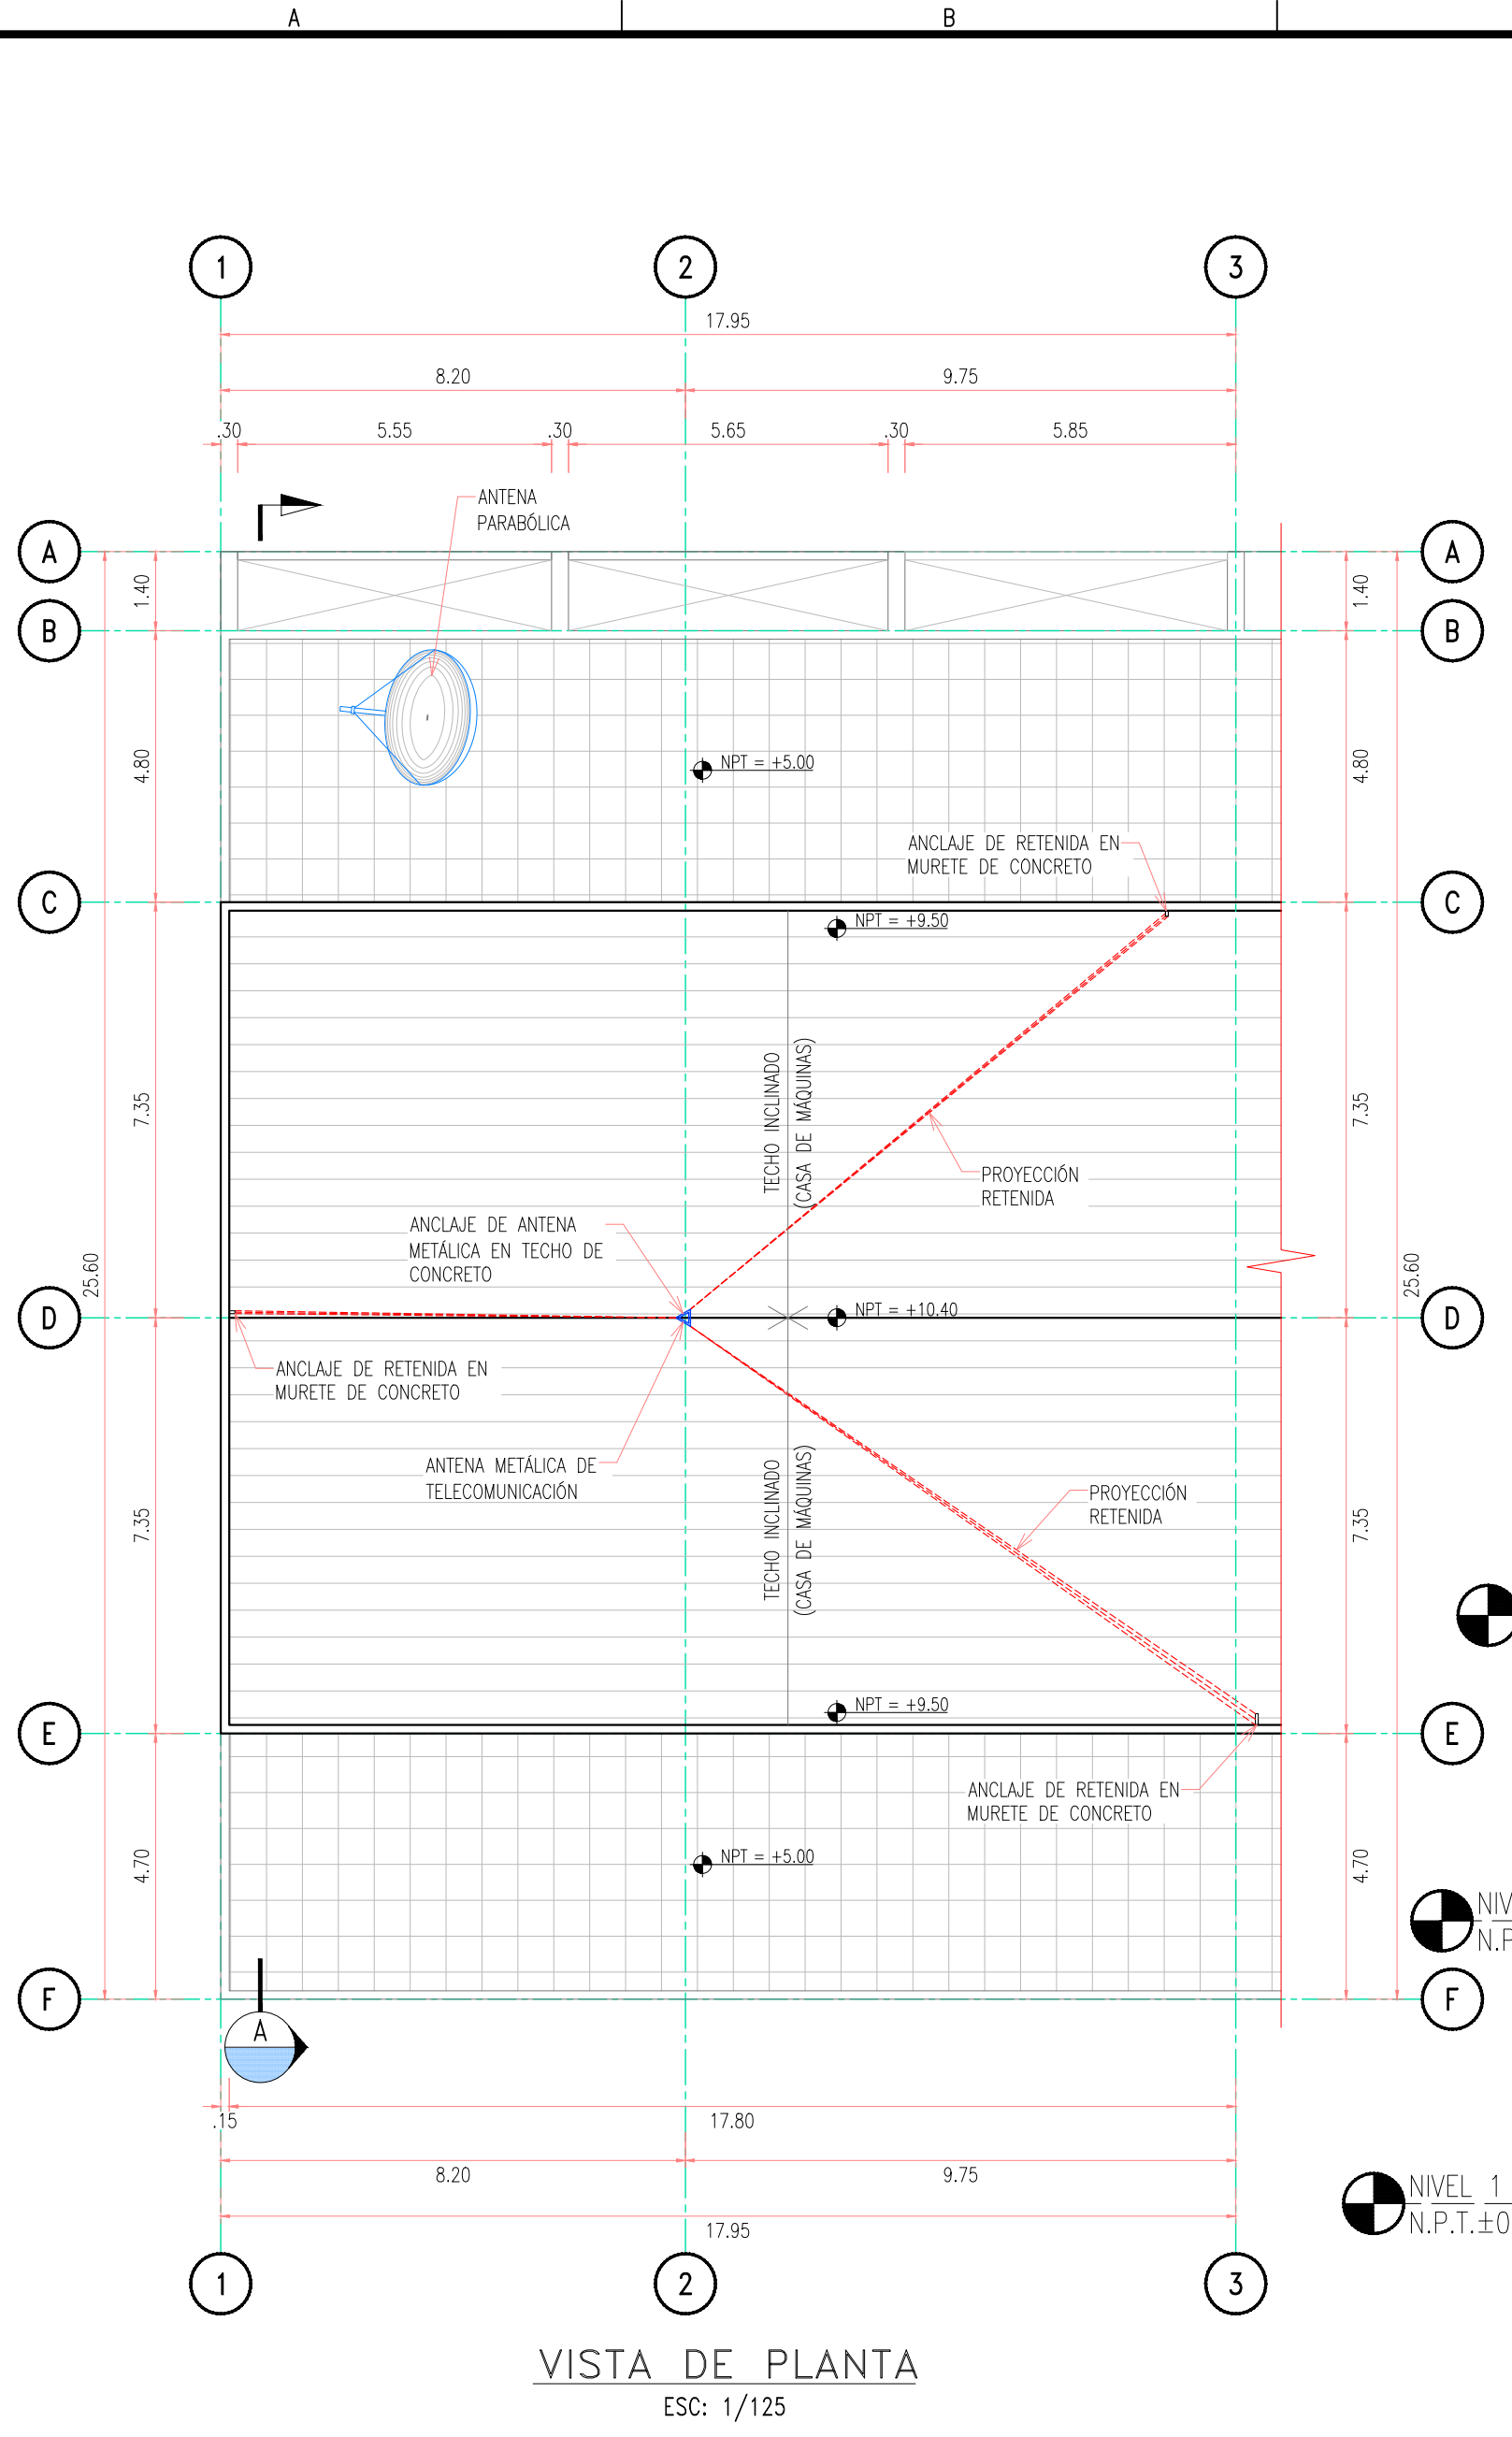 A
B
1
2
3
17.95
8.20
9.75
.30
5.55
.30
5.65
.30
5.85
ANTENA
PARABÓLICA
A
A
1.40
1.40
B
B
4.80
4.80
NPT = +5.00
ANCLAJE DE RETENIDA EN
MURETE DE CONCRETO
C
C
NPT = +9.50
TECHO INCLINADO
(CASA DE MÁQUINAS)
7.35
7.35
PROYECCIÓN
RETENIDA
ANCLAJE DE ANTENA
METÁLICA EN TECHO DE
CONCRETO
25.60
25.60
D
NPT = +10.40
D
ANCLAJE DE RETENIDA EN
MURETE DE CONCRETO
ANTENA METÁLICA DE
TELECOMUNICACIÓN
TECHO INCLINADO
(CASA DE MÁQUINAS)
PROYECCIÓN
RETENIDA
7.35
7.35
NPT = +9.50
E
E
ANCLAJE DE RETENIDA EN
MURETE DE CONCRETO
NPT = +5.00
4.70
4.70
NIV
N.P
F
F
A
.15
17.80
8.20
9.75
NIVEL 1
N.P.T.±0
17.95
1
2
3
VISTA DE PLANTA
ESC: 1/125